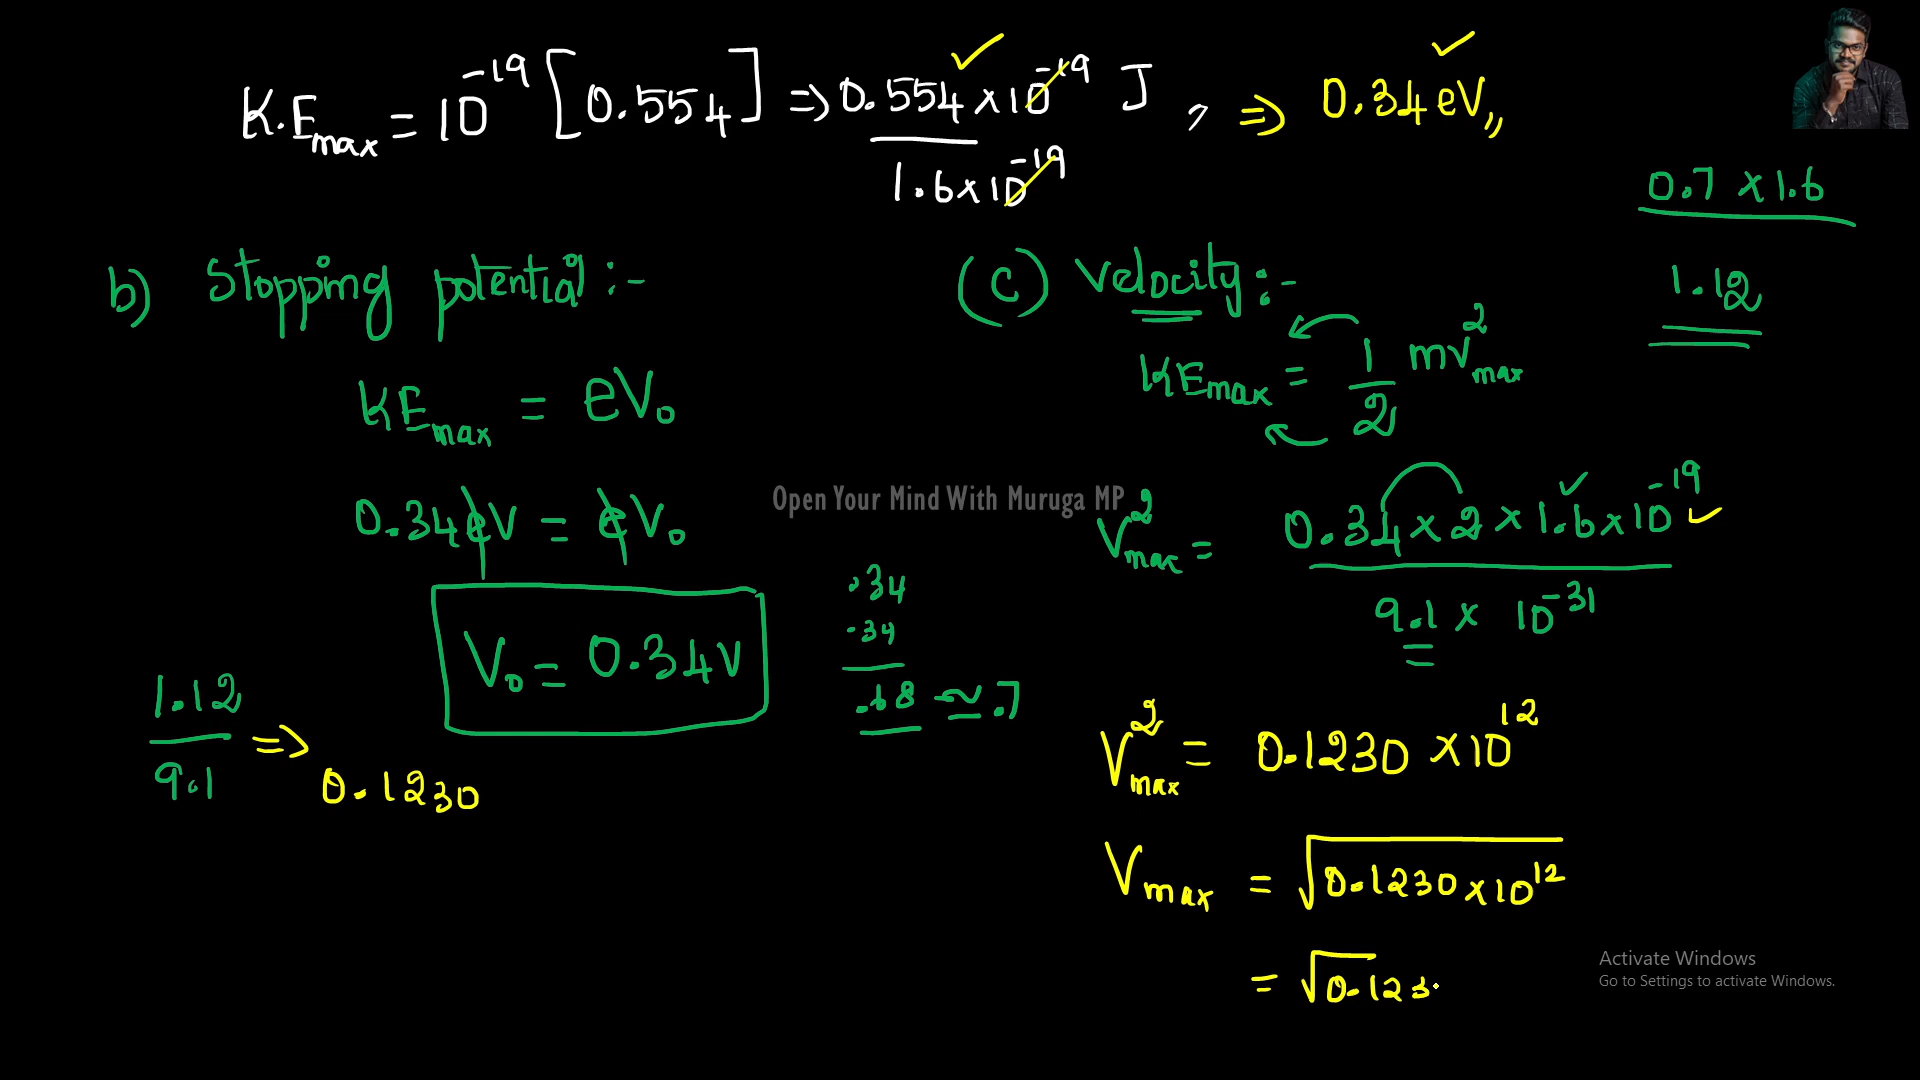 K.Emax = 10^-19 [0.554] => 0.554 × 10^-19 J , => 0.34 eV,,
1.6×10^-19
0.7 × 1.6
1.12
b) Stopping potential :-
KEmax = eV₀
0.34eV = eV₀
V₀ = 0.34V
.34
.34
.68 ≈ .7
1.12
9.1
=> 0.1230
(c) Velocity :-
KEmax = 1/2 mv²max
V²max = 0.34 × 2 × 1.6 × 10^-19
9.1 × 10^-31
V²max = 0.1230 × 10^12
Vmax = √0.1230 × 10^12
= √0.123
Open Your Mind With Muruga MP
Activate Windows
Go to Settings to activate Windows.